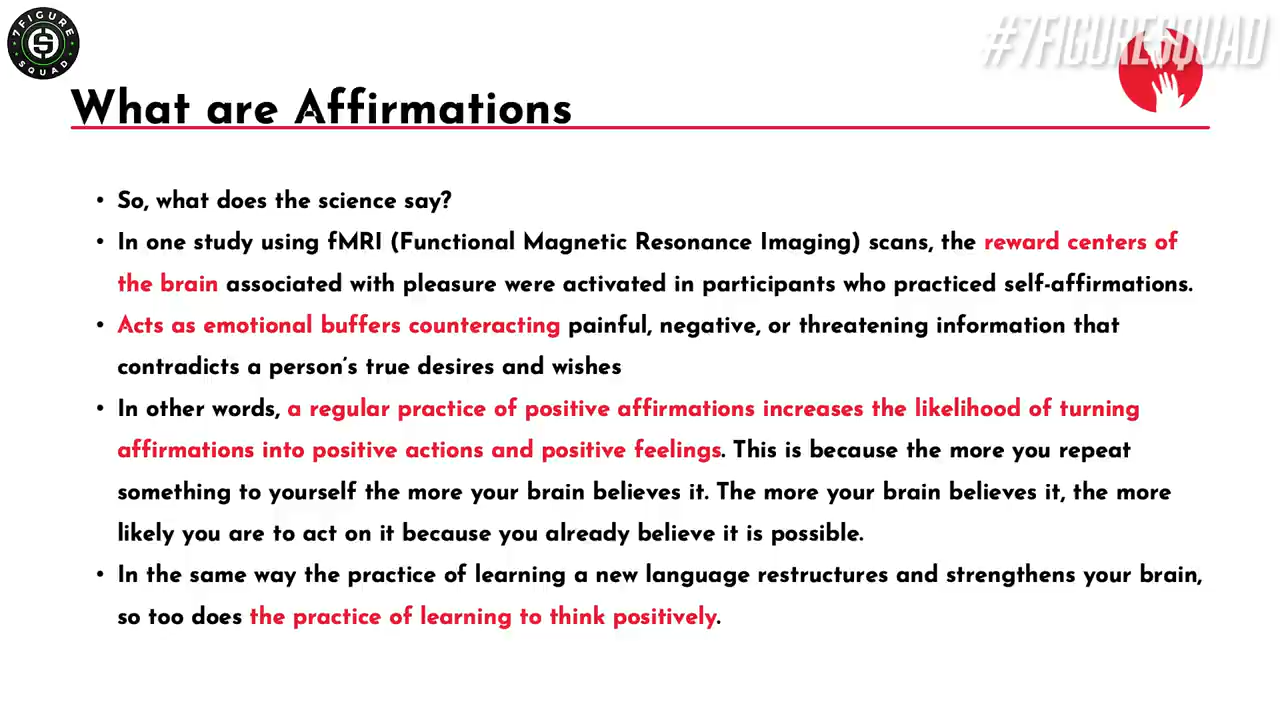 7FIGURE
SQUAD
#7FIGURESQUAD
What are Affirmations
• So, what does the science say?
• In one study using fMRI (Functional Magnetic Resonance Imaging) scans, the reward centers of
the brain associated with pleasure were activated in participants who practiced self-affirmations.
• Acts as emotional buffers counteracting painful, negative, or threatening information that
contradicts a person's true desires and wishes
• In other words, a regular practice of positive affirmations increases the likelihood of turning
affirmations into positive actions and positive feelings. This is because the more you repeat
something to yourself the more your brain believes it. The more your brain believes it, the more
likely you are to act on it because you already believe it is possible.
• In the same way the practice of learning a new language restructures and strengthens your brain,
so too does the practice of learning to think positively.